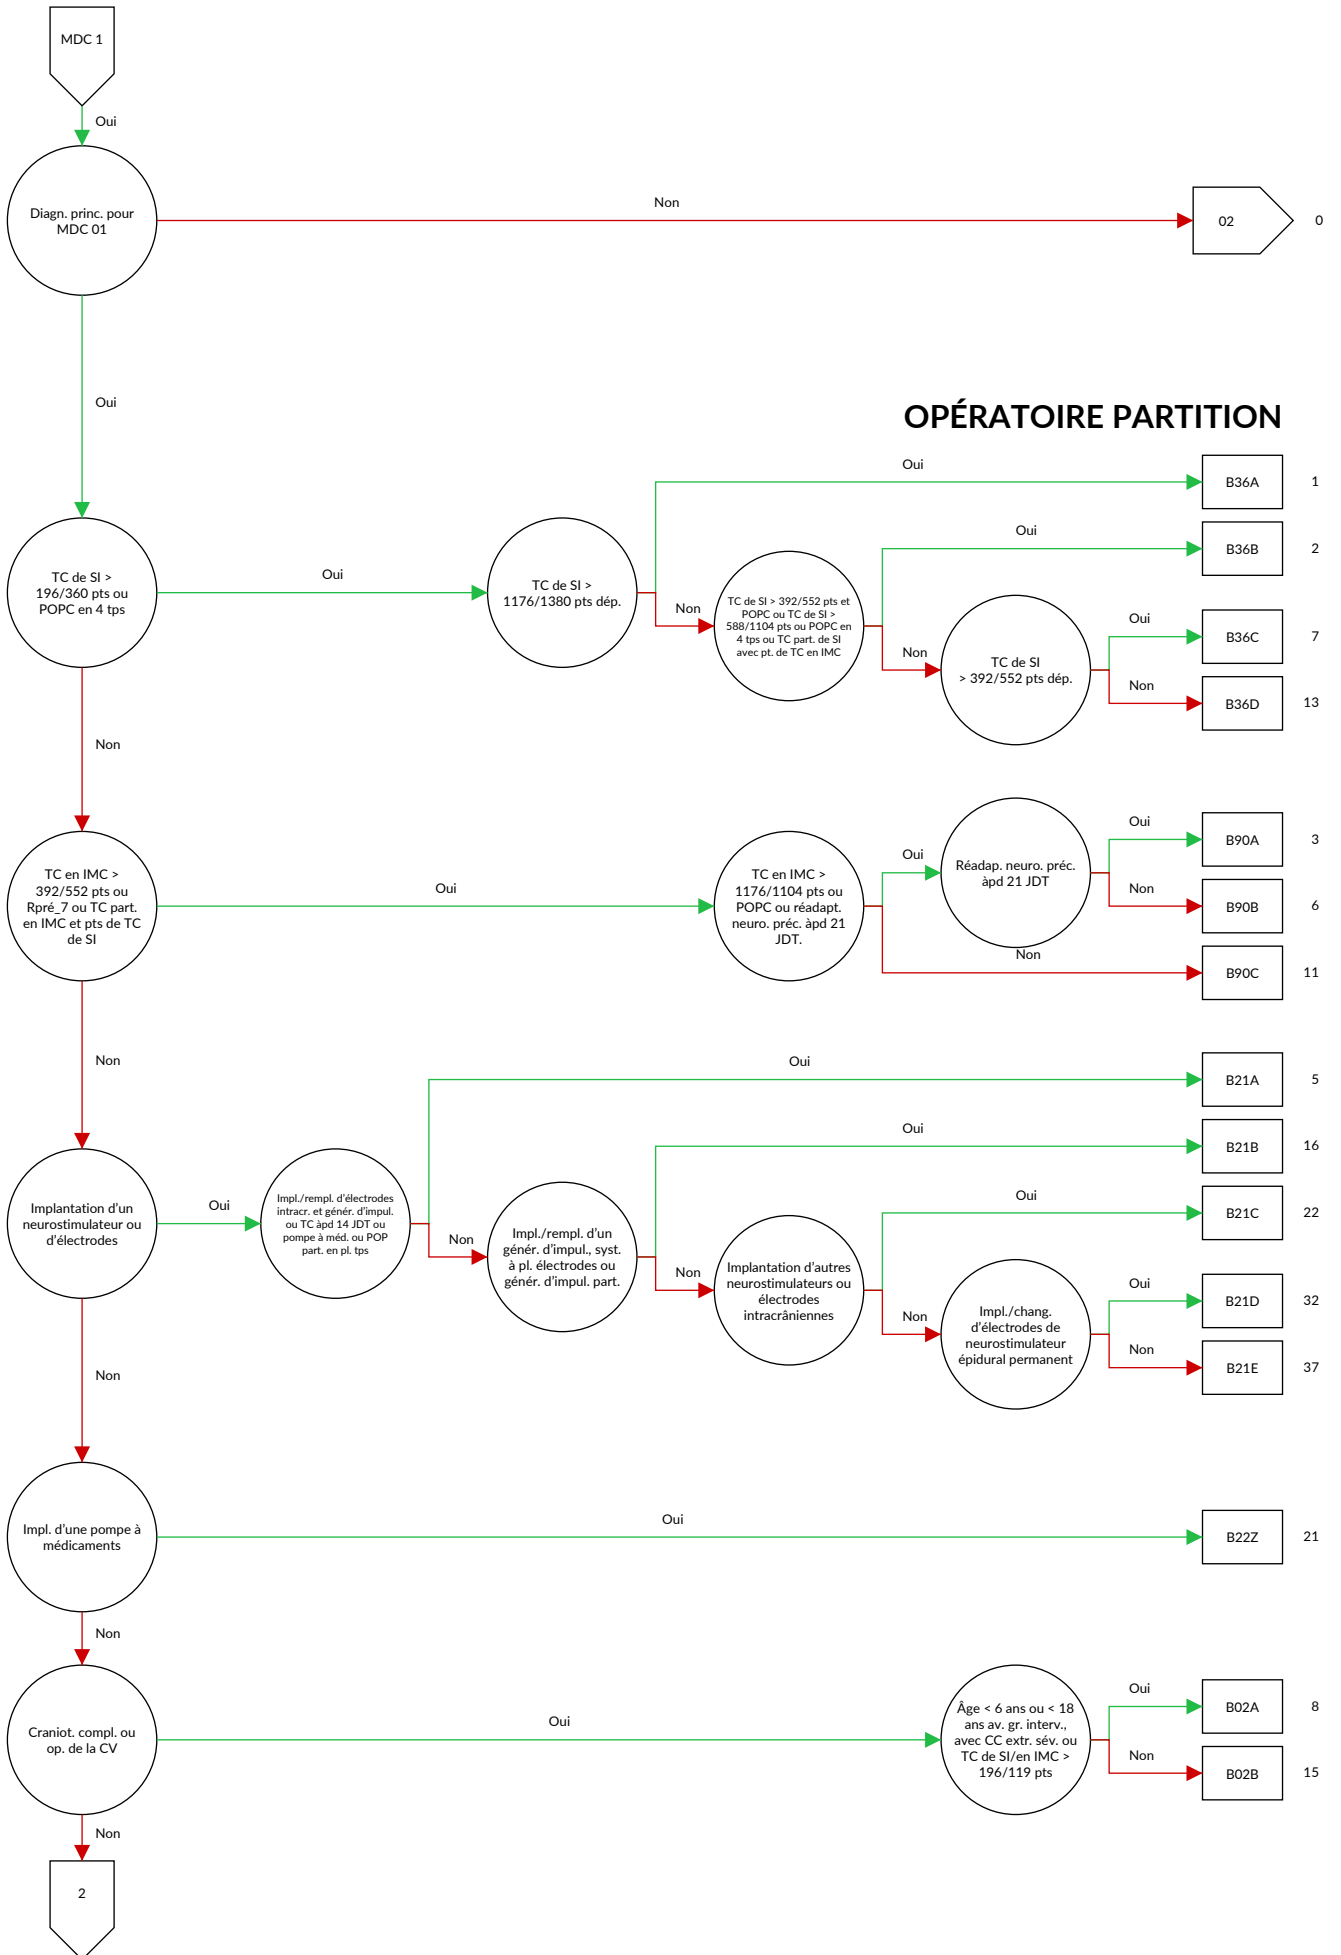 MDC 1
Oui
Diagn. princ. pour
MDC 01
Non
02
0
Oui
OPÉRATOIRE PARTITION
TC de SI >
196/360 pts ou
POPC en 4 tps
Oui
TC de SI >
1176/1380 pts dép.
Oui
B36A
1
Non
TC de SI > 392/552 pts et
POPC ou TC de SI >
588/1104 pts ou POPC en
4 tps ou TC part. de SI
avec pt. de TC en IMC
Oui
B36B
2
Non
TC de SI
> 392/552 pts dép.
Oui
B36C
7
Non
B36D
13
Non
TC en IMC >
392/552 pts ou
Rpré_7 ou TC part.
en IMC et pts de TC
de SI
Oui
TC en IMC >
1176/1104 pts ou
POPC ou réadapt.
neuro. préc. àpd 21
JDT.
Oui
Réadap. neuro. préc.
àpd 21 JDT
Oui
B90A
3
Non
B90B
6
Non
B90C
11
Non
Implantation d'un
neurostimulateur ou
d'électrodes
Oui
Impl./rempl. d'électrodes
intracr. et génér. d'impul.
ou TC àpd 14 JDT ou
pompe à méd. ou POP
part. en pl. tps
Oui
B21A
5
Non
Impl./rempl. d'un
génér. d'impul., syst.
à pl. électrodes ou
génér. d'impul. part.
Oui
B21B
16
Non
Implantation d'autres
neurostimulateurs ou
électrodes
intracrâniennes
Oui
B21C
22
Non
Impl./chang.
d'électrodes de
neurostimulateur
épidural permanent
Oui
B21D
32
Non
B21E
37
Non
Impl. d'une pompe à
médicaments
Oui
B22Z
21
Non
Craniot. compl. ou
op. de la CV
Oui
Âge < 6 ans ou < 18
ans av. gr. interv.,
avec CC extr. sév. ou
TC de SI/en IMC >
196/119 pts
Oui
B02A
8
Non
B02B
15
Non
2